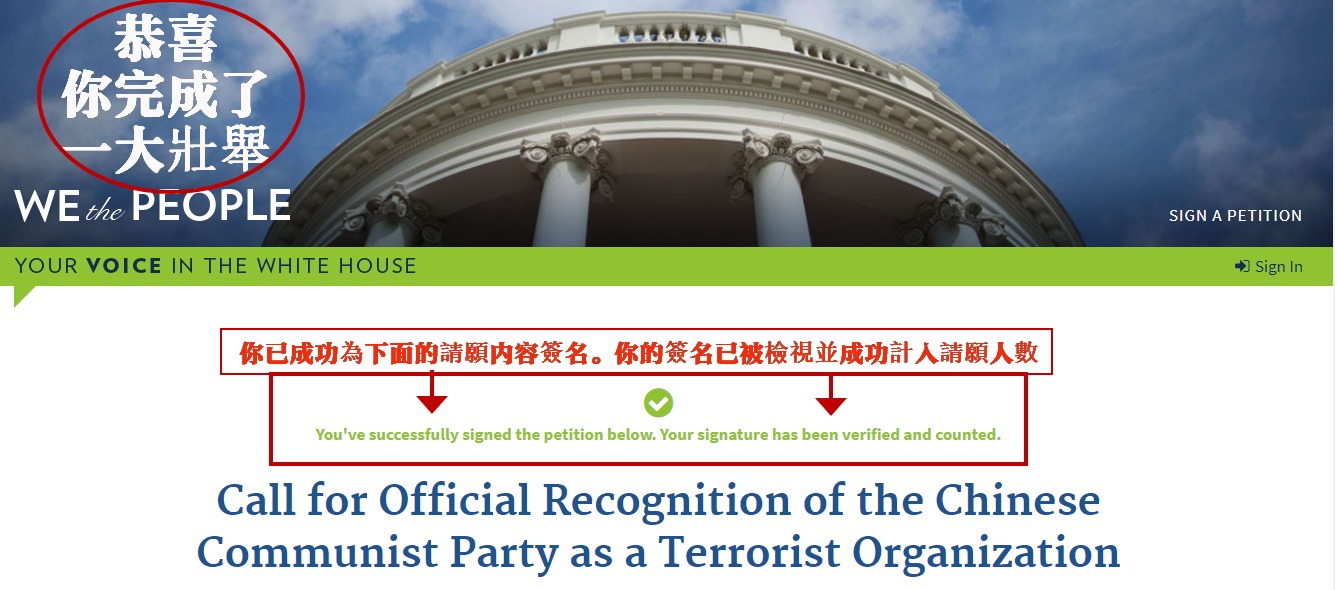 恭喜
你完成了
一大壯舉
WE the PEOPLE
SIGN A PETITION
YOUR VOICE IN THE WHITE HOUSE
Sign In
你已成功為下面的請願内容簽名。你的簽名已被檢視並成功計入請願人數
You've successfully signed the petition below. Your signature has been verified and counted.
Call for Official Recognition of the Chinese
Communist Party as a Terrorist Organization